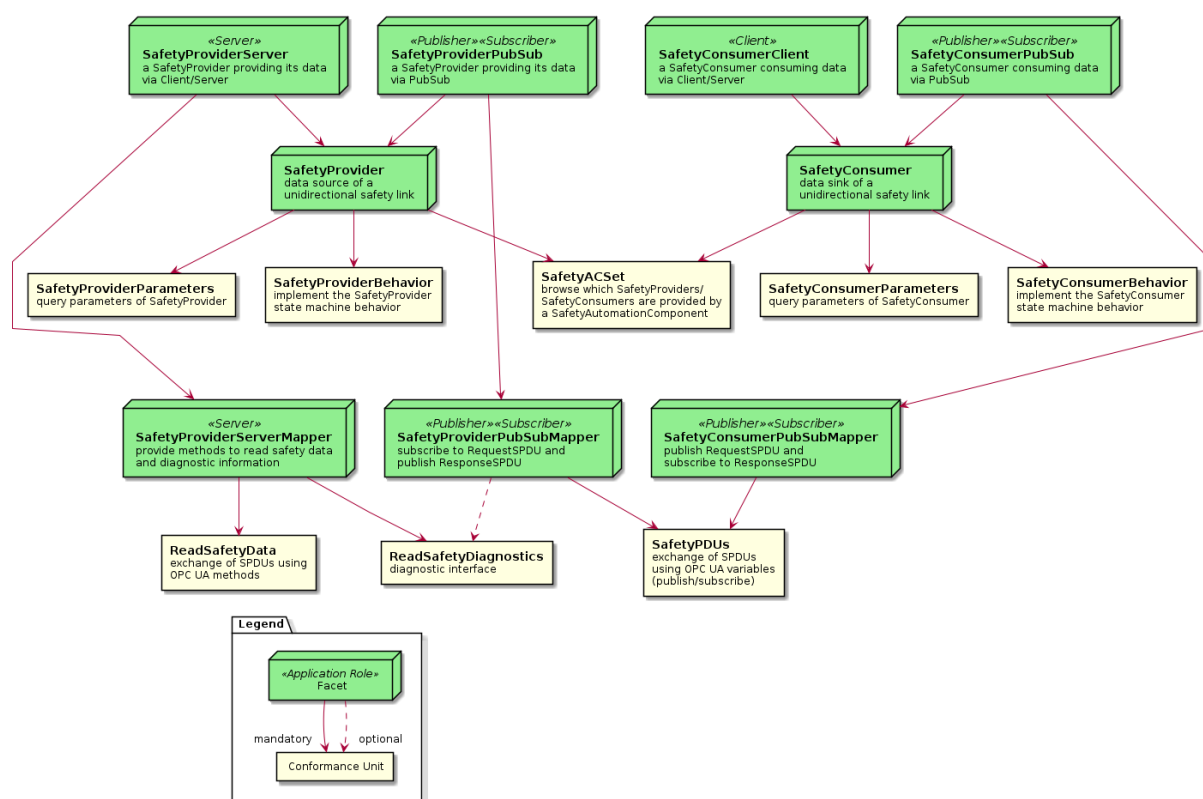 «Server»
SafetyProviderServer
a SafetyProvider providing its data
via Client/Server
«Publisher»«Subscriber»
SafetyProviderPubSub
a SafetyProvider providing its data
via PubSub
«Client»
SafetyConsumerClient
a SafetyConsumer consuming data
via Client/Server
«Publisher»«Subscriber»
SafetyConsumerPubSub
a SafetyConsumer consuming data
via PubSub
SafetyProvider
data source of a
unidirectional safety link
SafetyConsumer
data sink of a
unidirectional safety link
SafetyProviderParameters
query parameters of SafetyProvider
SafetyProviderBehavior
implement the SafetyProvider
state machine behavior
SafetyACSet
browse which SafetyProviders/
SafetyConsumers are provided by
a SafetyAutomationComponent
SafetyConsumerParameters
query parameters of SafetyConsumer
SafetyConsumerBehavior
implement the SafetyConsumer
state machine behavior
«Server»
SafetyProviderServerMapper
provide methods to read safety data
and diagnostic information
«Publisher»«Subscriber»
SafetyProviderPubSubMapper
subscribe to RequestSPDU and
publish ResponseSPDU
«Publisher»«Subscriber»
SafetyConsumerPubSubMapper
publish RequestSPDU and
subscribe to ResponseSPDU
ReadSafetyData
exchange of SPDUs using
OPC UA methods
ReadSafetyDiagnostics
diagnostic interface
SafetyPDUs
exchange of SPDUs
using OPC UA variables
(publish/subscribe)
Legend
«Application Role»
Facet
mandatory
optional
Conformance Unit